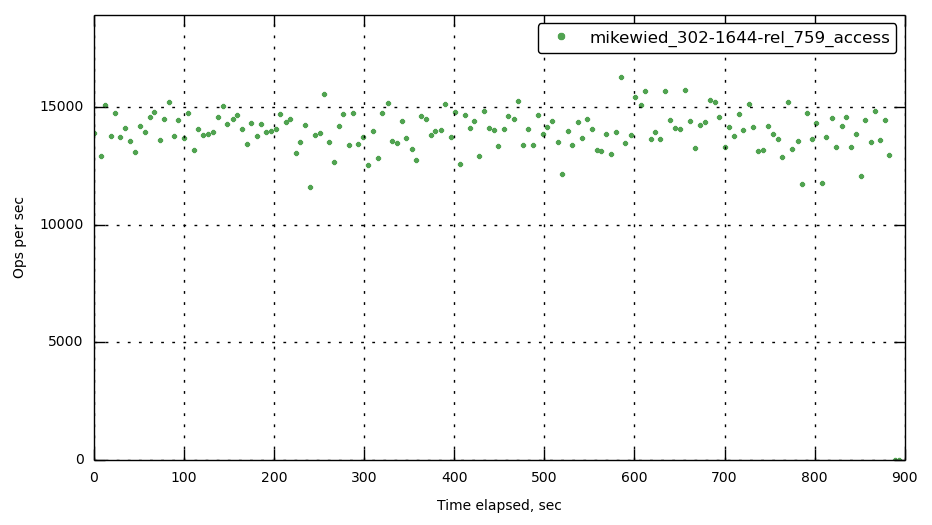 mikewied_302-1644-rel_759_access
15000
10000
5000
0
Ops per sec
0 100 200 300 400 500 600 700 800 900
Time elapsed, sec